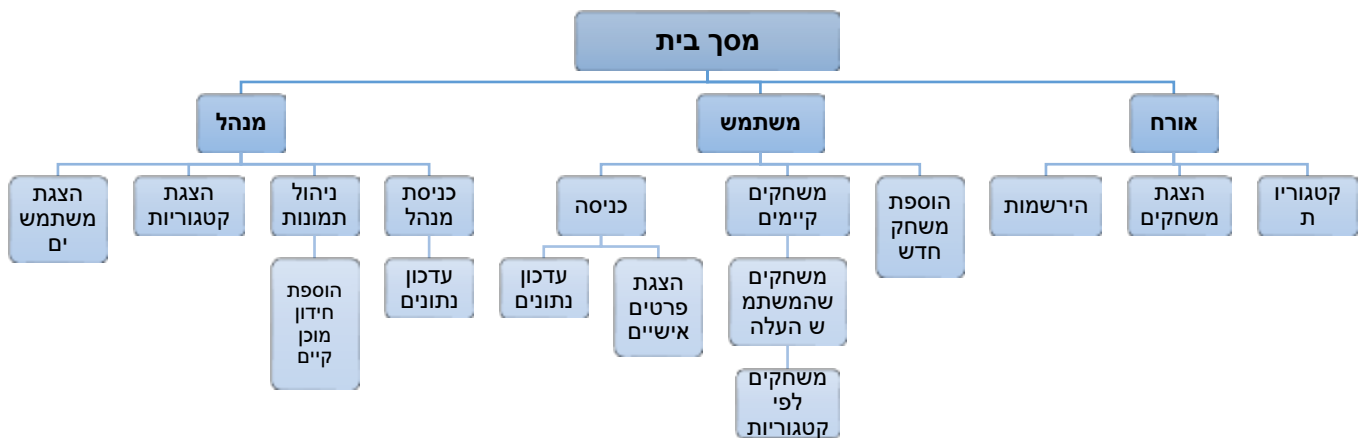 מסך בית
אורח
משתמש
מנהל
קטגוריו
ת
הצגת
משחקים
הירשמות
הוספת
משחק
חדש
משחקים
קיימים
משחקים
שהמשתמ
ש העלה
משחקים
לפי
קטגוריות
כניסה
הצגת
פרטים
אישיים
עדכון
נתונים
כניסת
מנהל
עדכון
נתונים
ניהול
תמונות
הוספת
חידון
מוכן
קיים
הצגת
קטגוריות
הצגת
משתמש
ים